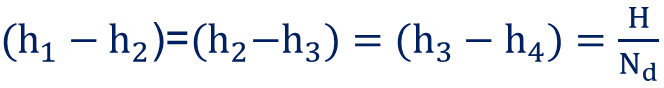 (h₁ − h₂)=(h₂−h₃) = (h₃ − h₄) = H/N_d